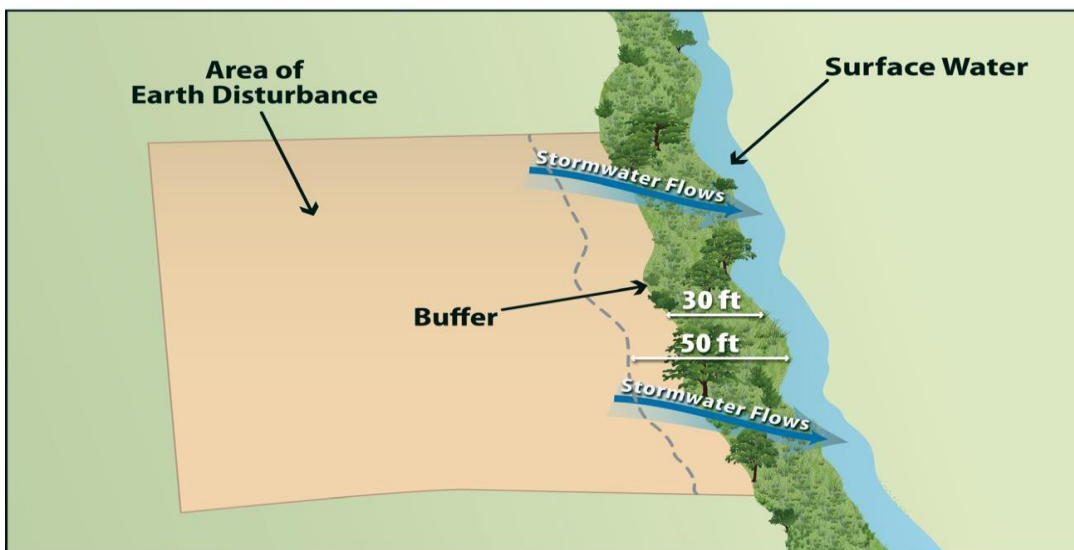 Area of
Earth Disturbance
Surface Water
Stormwater Flows
Buffer
30 ft
50 ft
Stormwater Flows